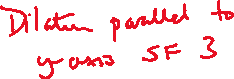 Dilation parallel to
y axis SF 3